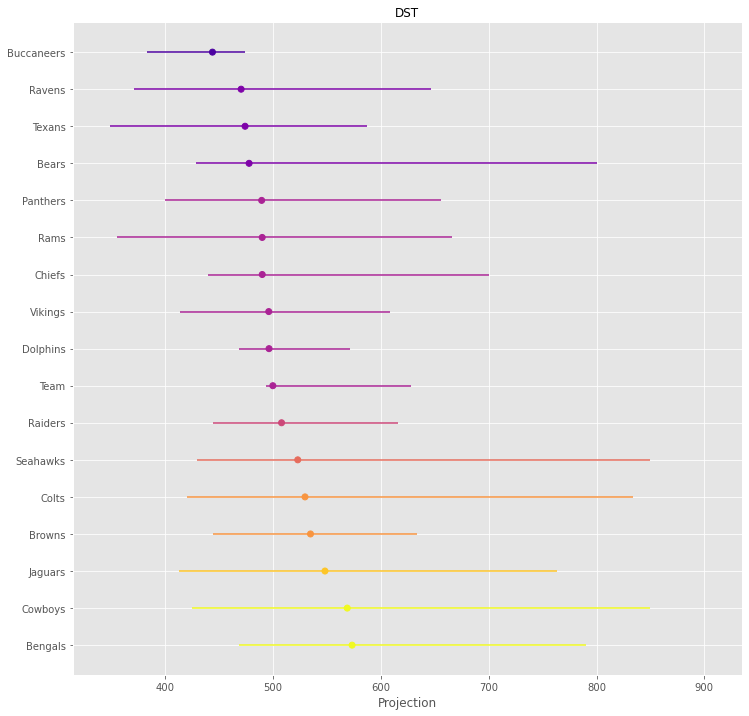 DST
Buccaneers
Ravens
Texans
Bears
Panthers
Rams
Chiefs
Vikings
Dolphins
Team
Raiders
Seahawks
Colts
Browns
Jaguars
Cowboys
Bengals
400 500 600 700 800 900
Projection